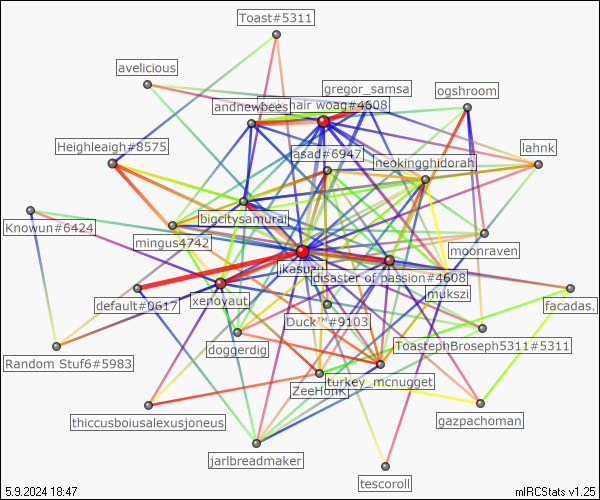 Toast#5311
avelicious
gregor_samsa
ogshroom
andnewbees
hair woag#4608
Heighleaigh#8575
lahnk
asad#6947
neokingghidorah
bigcitysamurai
Knowun#6424
mingus4742
moonraven
jkasuzu
disaster of passion#4608
mukszi
xenoyaut
default#0617
facadas.
Duck™#9103
doggerdig
ToastephBroseph5311#5311
Random Stuf6#5983
turkey_mcnugget
ZeeHonk
thiccusboiusalexusjoneus
gazpachoman
jarlbreadmaker
tescoroll
5.9.2024 18:47
mIRCStats v1.25